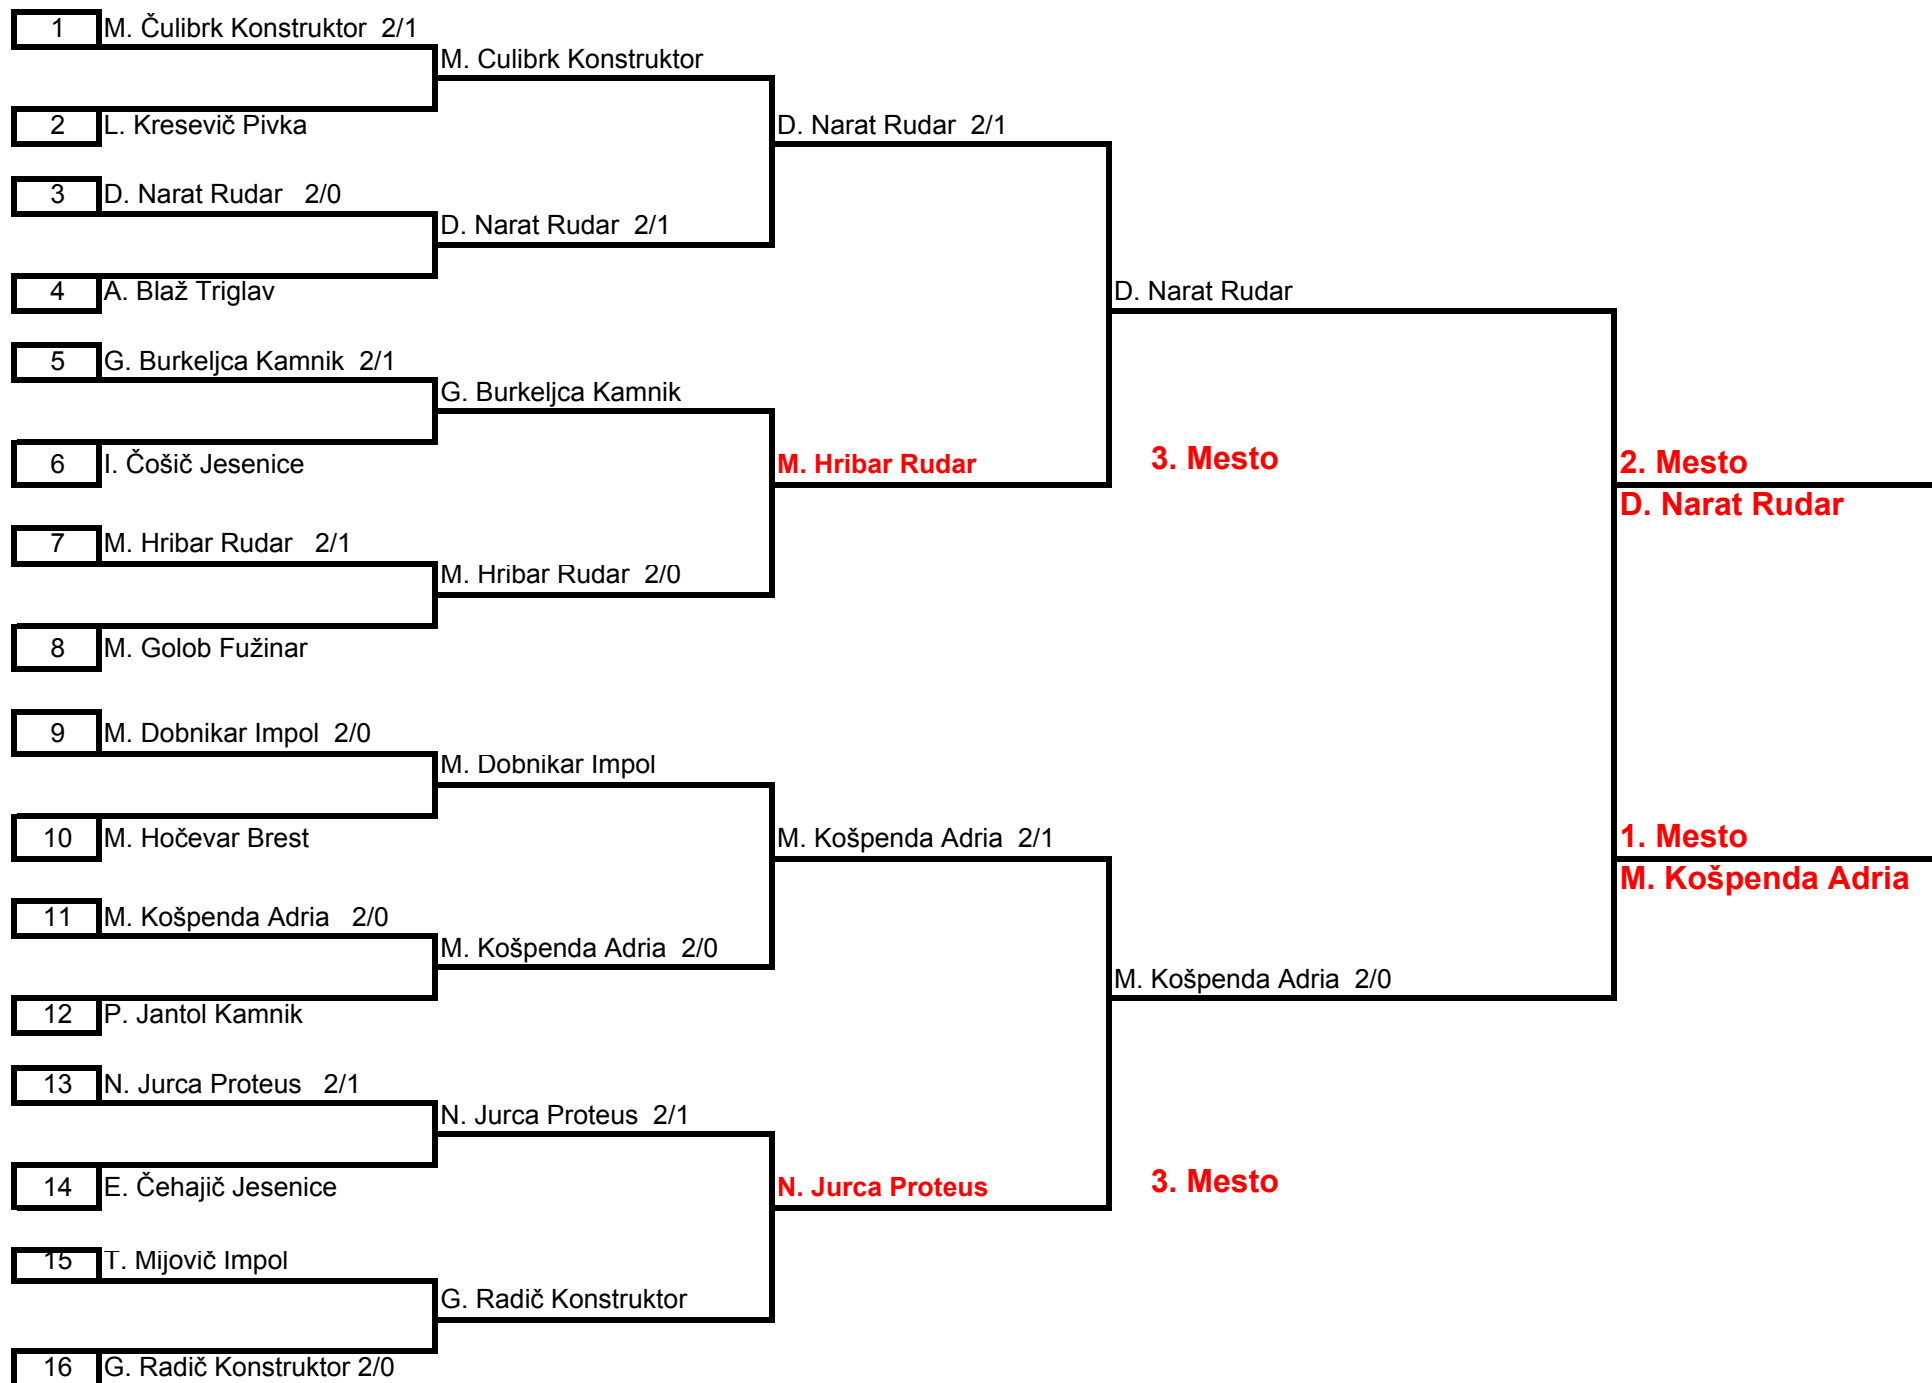 1 M. Čulibrk Konstruktor 2/1
M. Culibrk Konstruktor
2 L. Kresevič Pivka
D. Narat Rudar 2/1
3 D. Narat Rudar 2/0
D. Narat Rudar 2/1
4 A. Blaž Triglav
D. Narat Rudar
5 G. Burkeljca Kamnik 2/1
G. Burkeljca Kamnik
6 I. Čošič Jesenice
M. Hribar Rudar
3. Mesto
2. Mesto
D. Narat Rudar
7 M. Hribar Rudar 2/1
M. Hribar Rudar 2/0
8 M. Golob Fužinar
9 M. Dobnikar Impol 2/0
M. Dobnikar Impol
10 M. Hočevar Brest
M. Košpenda Adria 2/1
1. Mesto
M. Košpenda Adria
11 M. Košpenda Adria 2/0
M. Košpenda Adria 2/0
M. Košpenda Adria 2/0
12 P. Jantol Kamnik
13 N. Jurca Proteus 2/1
N. Jurca Proteus 2/1
14 E. Čehajič Jesenice
N. Jurca Proteus
3. Mesto
15 T. Mijovič Impol
G. Radič Konstruktor
16 G. Radič Konstruktor 2/0